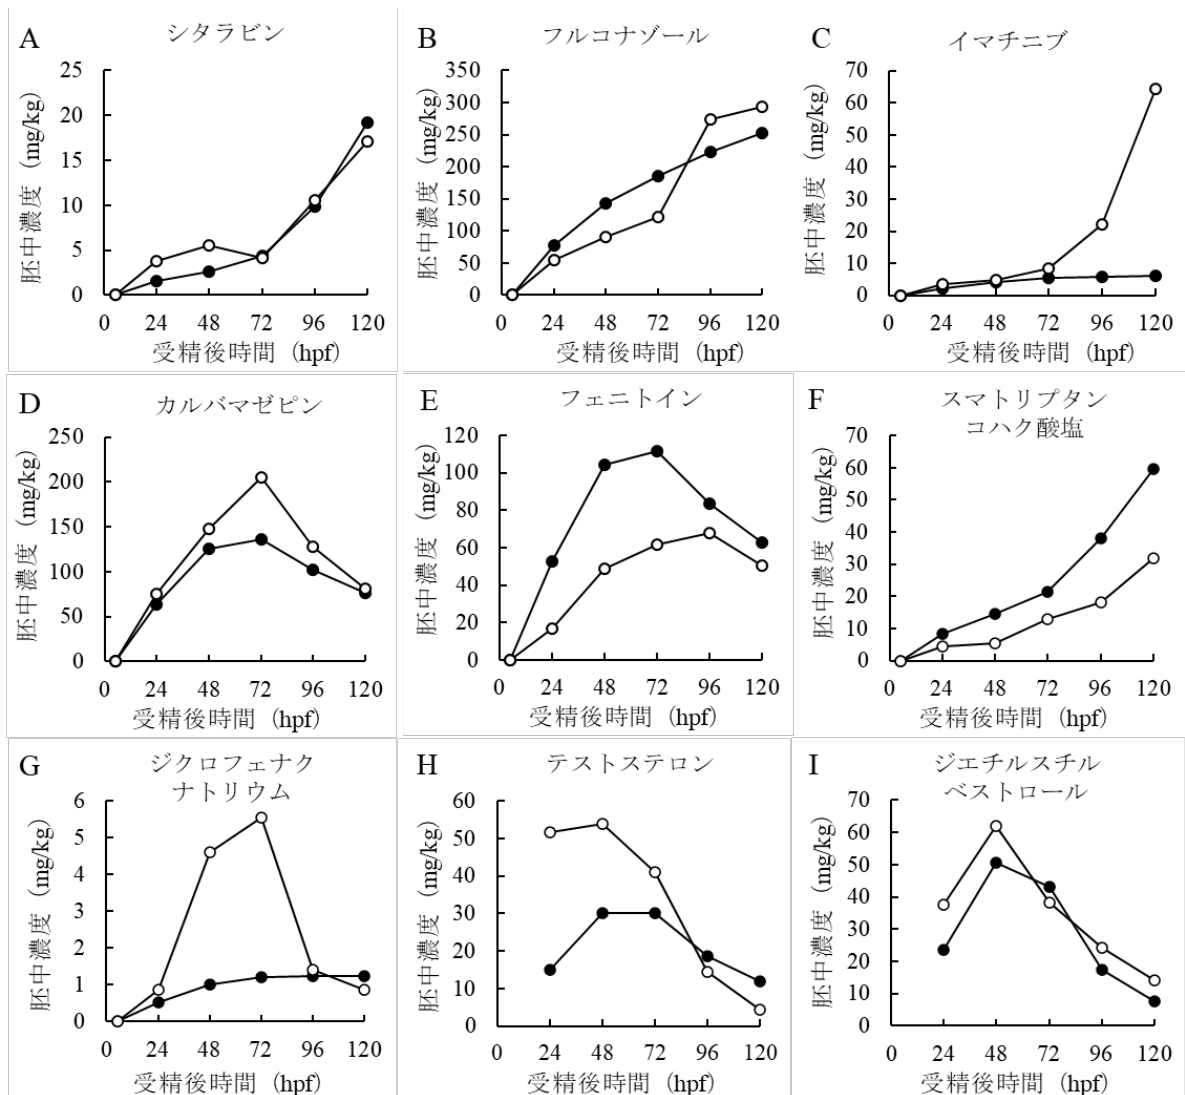 A
シタラビン
胚中濃度 (mg/kg)
25
20
15
10
5
0
0 24 48 72 96 120
受精後時間 (hpf)
B
フルコナゾール
胚中濃度 (mg/kg)
350
300
250
200
150
100
50
0
0 24 48 72 96 120
受精後時間 (hpf)
C
イマチニブ
胚中濃度 (mg/kg)
70
60
50
40
30
20
10
0
0 24 48 72 96 120
受精後時間 (hpf)
D
カルバマゼピン
胚中濃度 (mg/kg)
250
200
150
100
50
0
0 24 48 72 96 120
受精後時間 (hpf)
E
フェニトイン
胚中濃度 (mg/kg)
120
100
80
60
40
20
0
0 24 48 72 96 120
受精後時間 (hpf)
F
スマトリプタン
コハク酸塩
胚中濃度 (mg/kg)
70
60
50
40
30
20
10
0
0 24 48 72 96 120
受精後時間 (hpf)
G
ジクロフェナク
ナトリウム
胚中濃度 (mg/kg)
6
5
4
3
2
1
0
0 24 48 72 96 120
受精後時間 (hpf)
H
テストステロン
胚中濃度 (mg/kg)
60
50
40
30
20
10
0
0 24 48 72 96 120
受精後時間 (hpf)
I
ジエチルスチル
ベストロール
胚中濃度 (mg/kg)
70
60
50
40
30
20
10
0
0 24 48 72 96 120
受精後時間 (hpf)